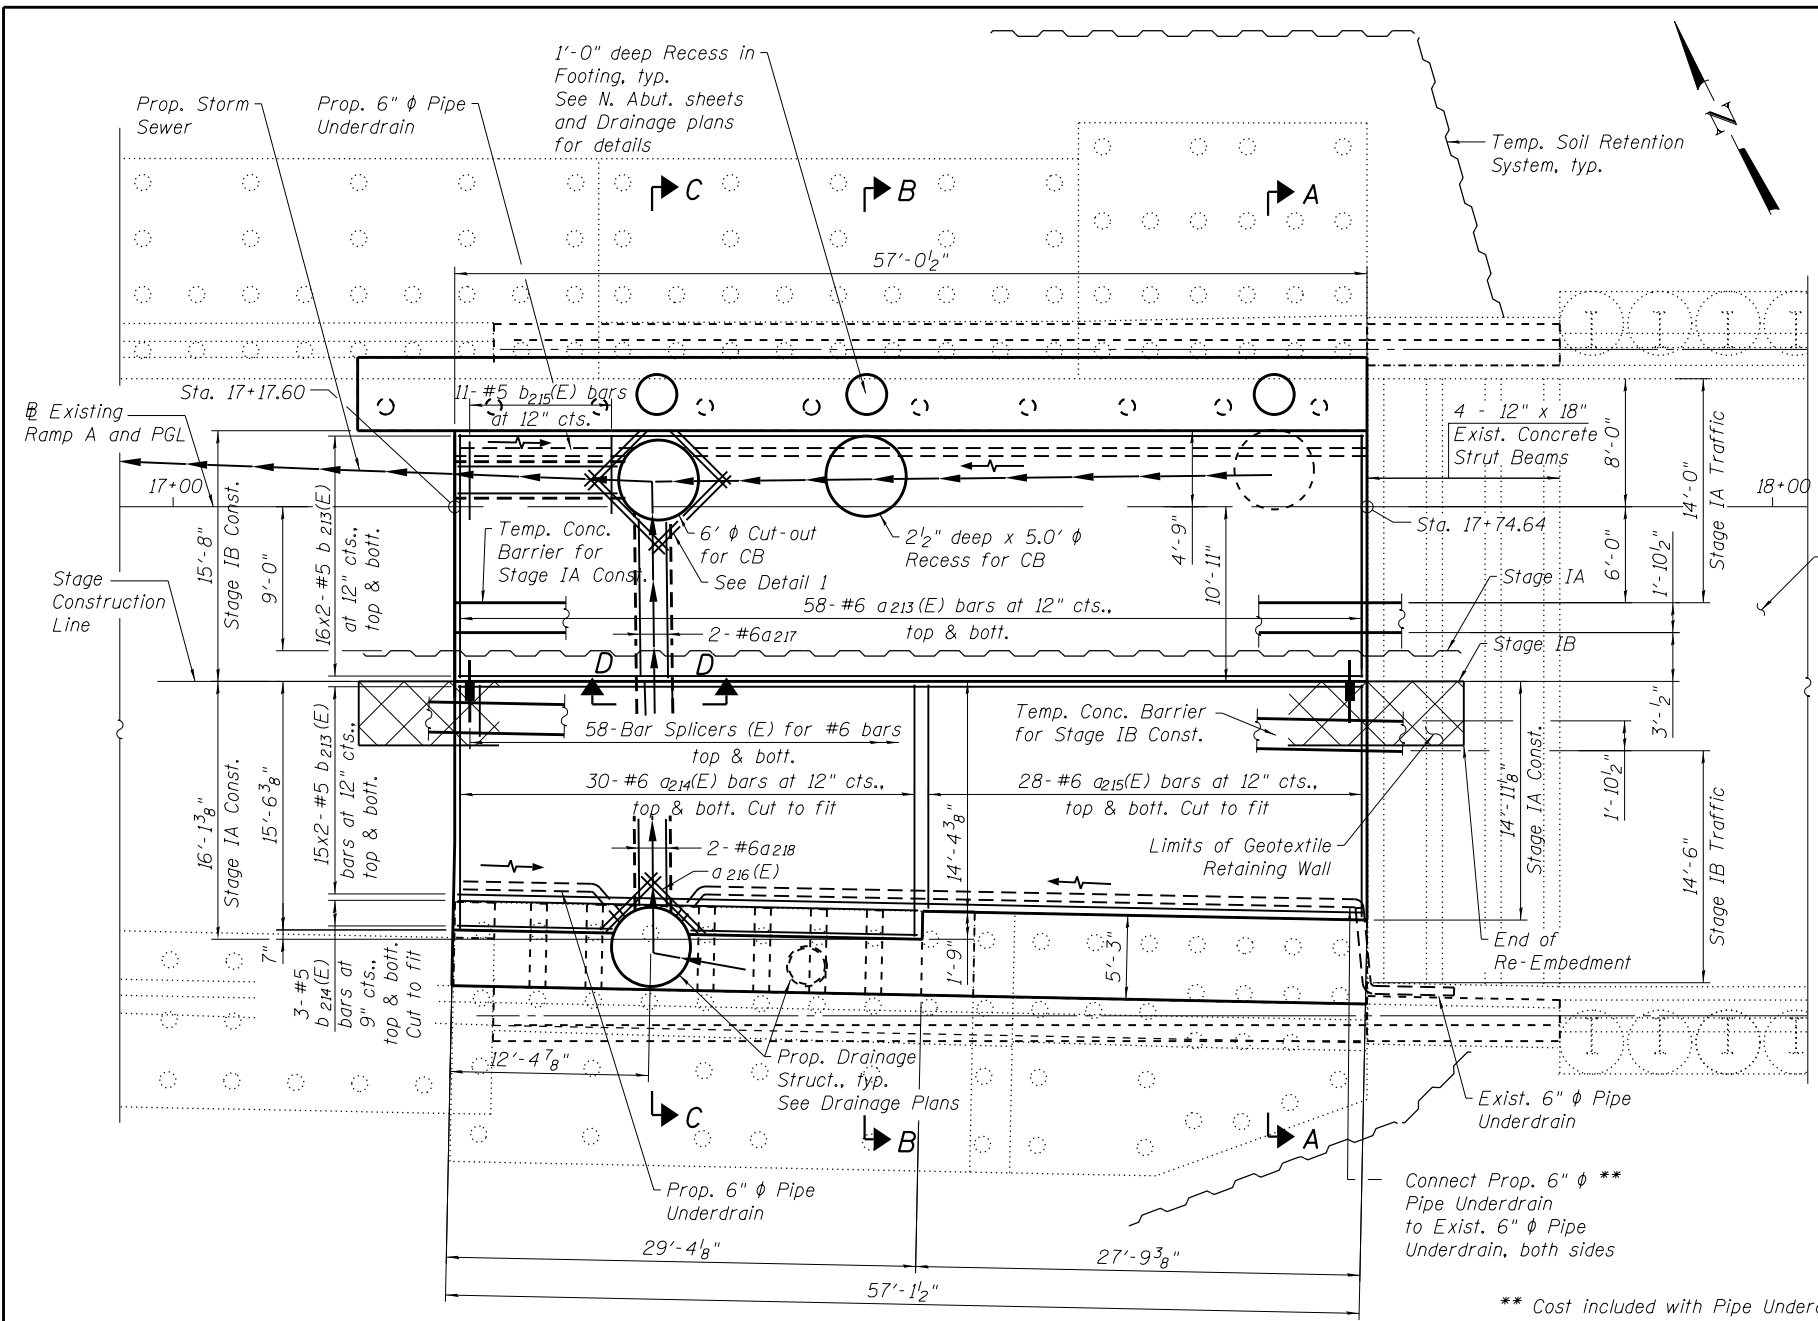 1'-0" deep Recess in
Footing, typ.
See N. Abut. sheets
and Drainage plans
for details
Prop. Storm
Sewer
Prop. 6" ϕ Pipe
Underdrain
N
Temp. Soil Retention
System, typ.
C
B
A
57'-0½"
Sta. 17+17.60
11- #5 b215(E) bars
at 12" cts.
℄ Existing
Ramp A and PGL
17+00
4 - 12" x 18"
Exist. Concrete
Strut Beams
8'-0"
14'-0"
Stage IA Traffic
18+00
Sta. 17+74.64
15'-8"
Stage IB Const.
9'-0"
16x2- #5 b213(E)
at 12" cts.,
top & bott.
Temp. Conc.
Barrier for
Stage IA Const.
6' ϕ Cut-out
for CB
See Detail 1
2½" deep x 5.0' ϕ
Recess for CB
4'-9"
10'-11"
6'-0"
1'-10½"
Stage
Construction
Line
58- #6 a213(E) bars at 12" cts.,
top & bott.
2- #6a217
Stage IA
Stage IB
D
D
3'-½"
58-Bar Splicers (E) for #6 bars
top & bott.
Temp. Conc. Barrier
for Stage IB Const.
30- #6 a214(E) bars at 12" cts.,
top & bott. Cut to fit
28- #6 a215(E) bars at 12" cts.,
top & bott. Cut to fit
16'-1⅜"
Stage IA Const.
15'-6⅜"
15x2- #5 b213(E)
bars at 12" cts.,
top & bott.
14'-4⅜"
14'-11⅛"
Stage IA Const.
1'-10½"
14'-6"
Stage IB Traffic
2- #6a218
a216(E)
Limits of Geotextile
Retaining Wall
7"
3- #5
b214(E)
bars at
9" cts.,
top & bott.
Cut to fit
1'-9"
5'-3"
End of
Re-Embedment
12'-4⅞"
Prop. Drainage
Struct., typ.
See Drainage Plans
C
B
A
Exist. 6" ϕ Pipe
Underdrain
Prop. 6" ϕ Pipe
Underdrain
Connect Prop. 6" ϕ **
Pipe Underdrain
to Exist. 6" ϕ Pipe
Underdrain, both sides
29'-4⅛"
27'-9⅜"
57'-1½"
** Cost included with Pipe